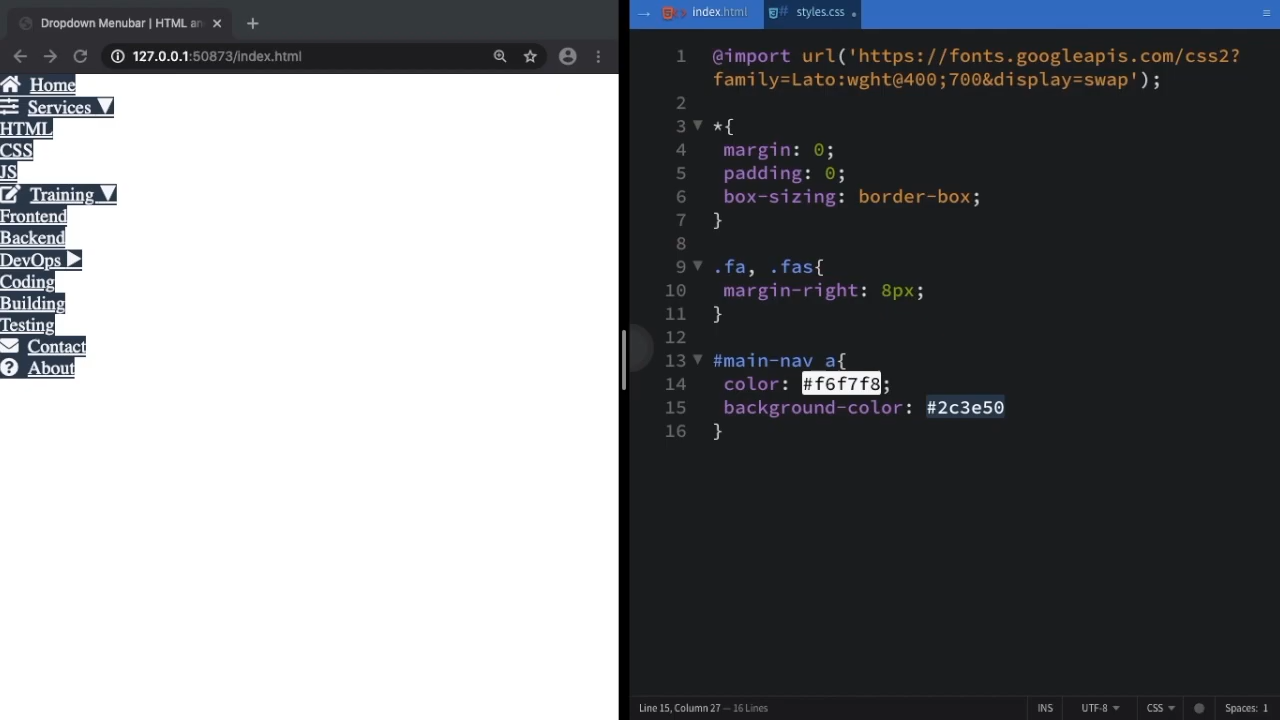 Dropdown Menubar | HTML an
127.0.0.1:50873/index.html
Home
Services ▼
HTML
CSS
JS
Training ▼
Frontend
Backend
DevOps ▶
Coding
Building
Testing
Contact
About
index.html
styles.css
1 @import url('https://fonts.googleapis.com/css2?
family=Lato:wght@400;700&display=swap');
2
3 *{
4 margin: 0;
5 padding: 0;
6 box-sizing: border-box;
7 }
8
9 .fa, .fas{
10 margin-right: 8px;
11 }
12
13 #main-nav a{
14 color: #f6f7f8;
15 background-color: #2c3e50
16 }
Line 15, Column 27 — 16 Lines
INS
UTF-8
CSS
Spaces: 1